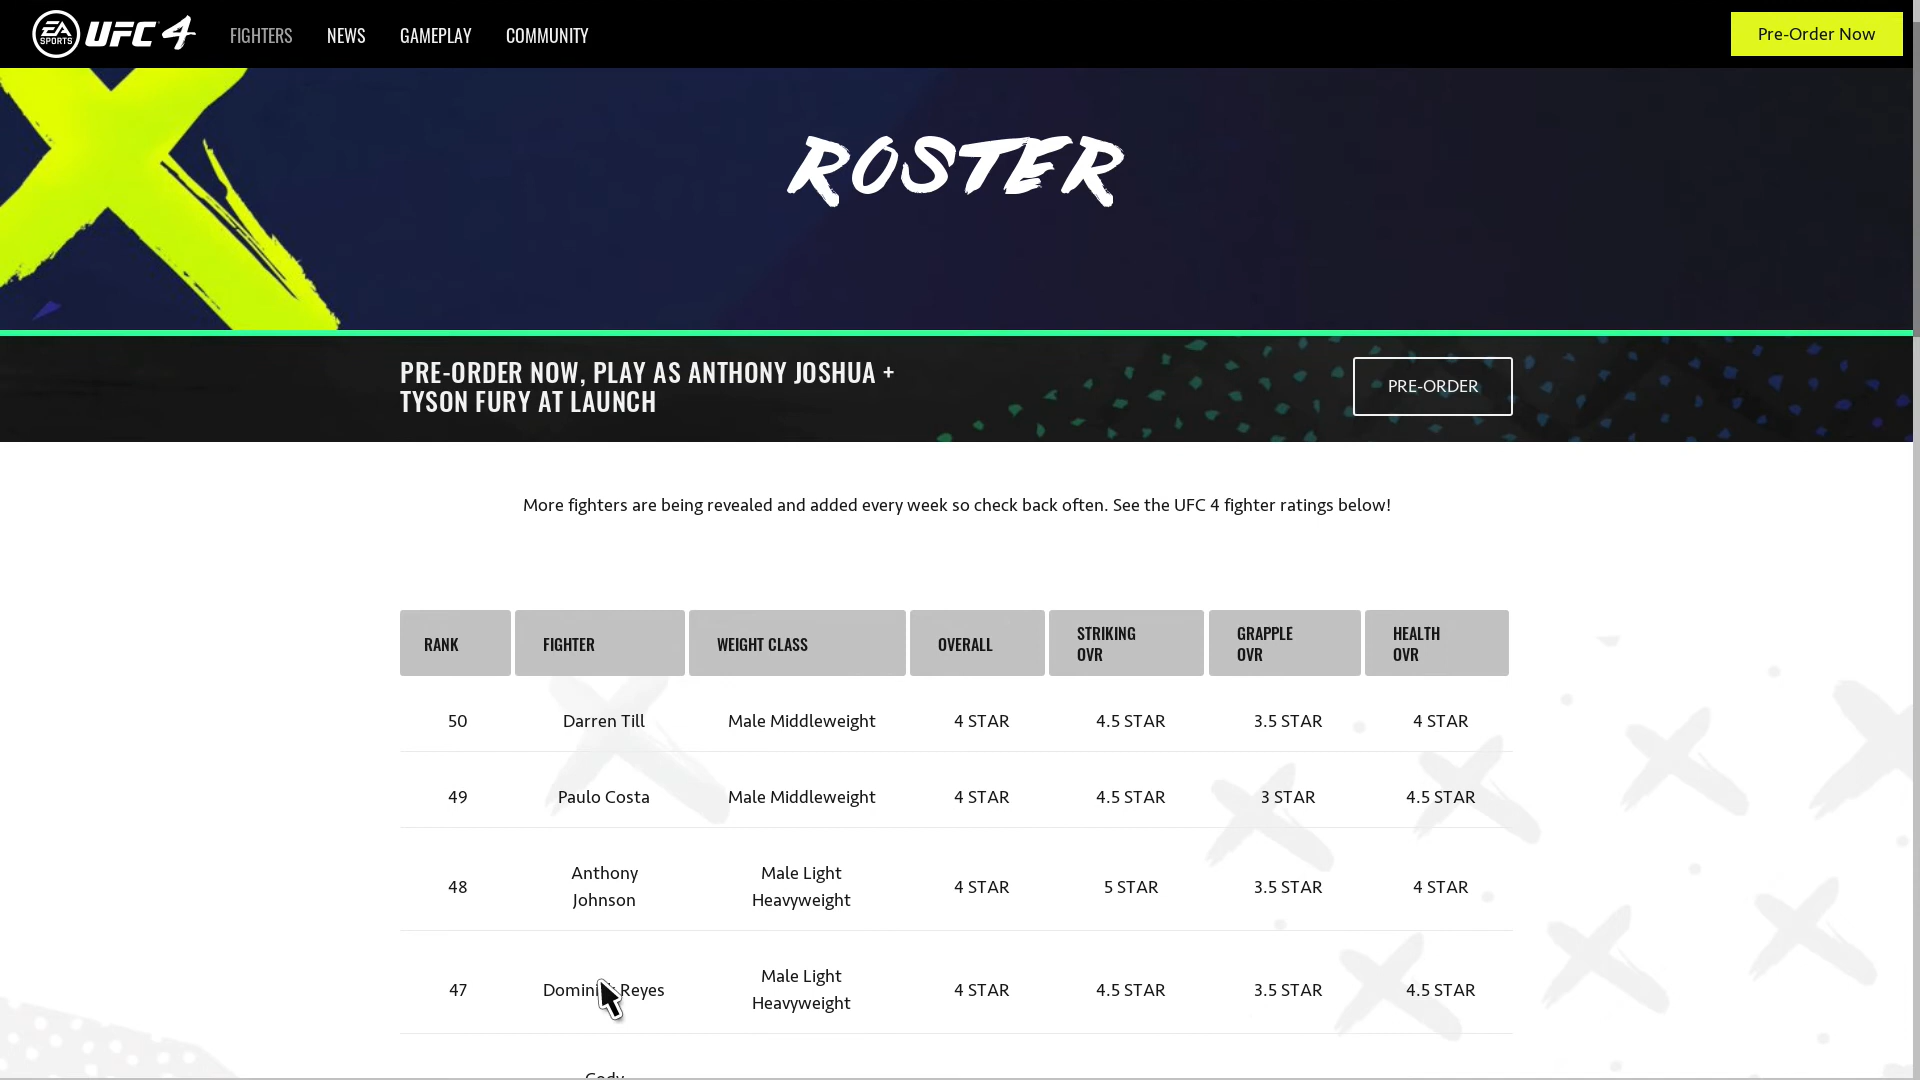 EA SPORTS UFC 4 FIGHTERS NEWS GAMEPLAY COMMUNITY Pre-Order Now
ROSTER
PRE-ORDER NOW, PLAY AS ANTHONY JOSHUA +
TYSON FURY AT LAUNCH
PRE-ORDER
More fighters are being revealed and added every week so check back often. See the UFC 4 fighter ratings below!
RANK FIGHTER WEIGHT CLASS OVERALL STRIKING OVR GRAPPLE OVR HEALTH OVR
50 Darren Till Male Middleweight 4 STAR 4.5 STAR 3.5 STAR 4 STAR
49 Paulo Costa Male Middleweight 4 STAR 4.5 STAR 3 STAR 4.5 STAR
48 Anthony Johnson Male Light Heavyweight 4 STAR 5 STAR 3.5 STAR 4 STAR
47 Dominick Reyes Male Light Heavyweight 4 STAR 4.5 STAR 3.5 STAR 4.5 STAR